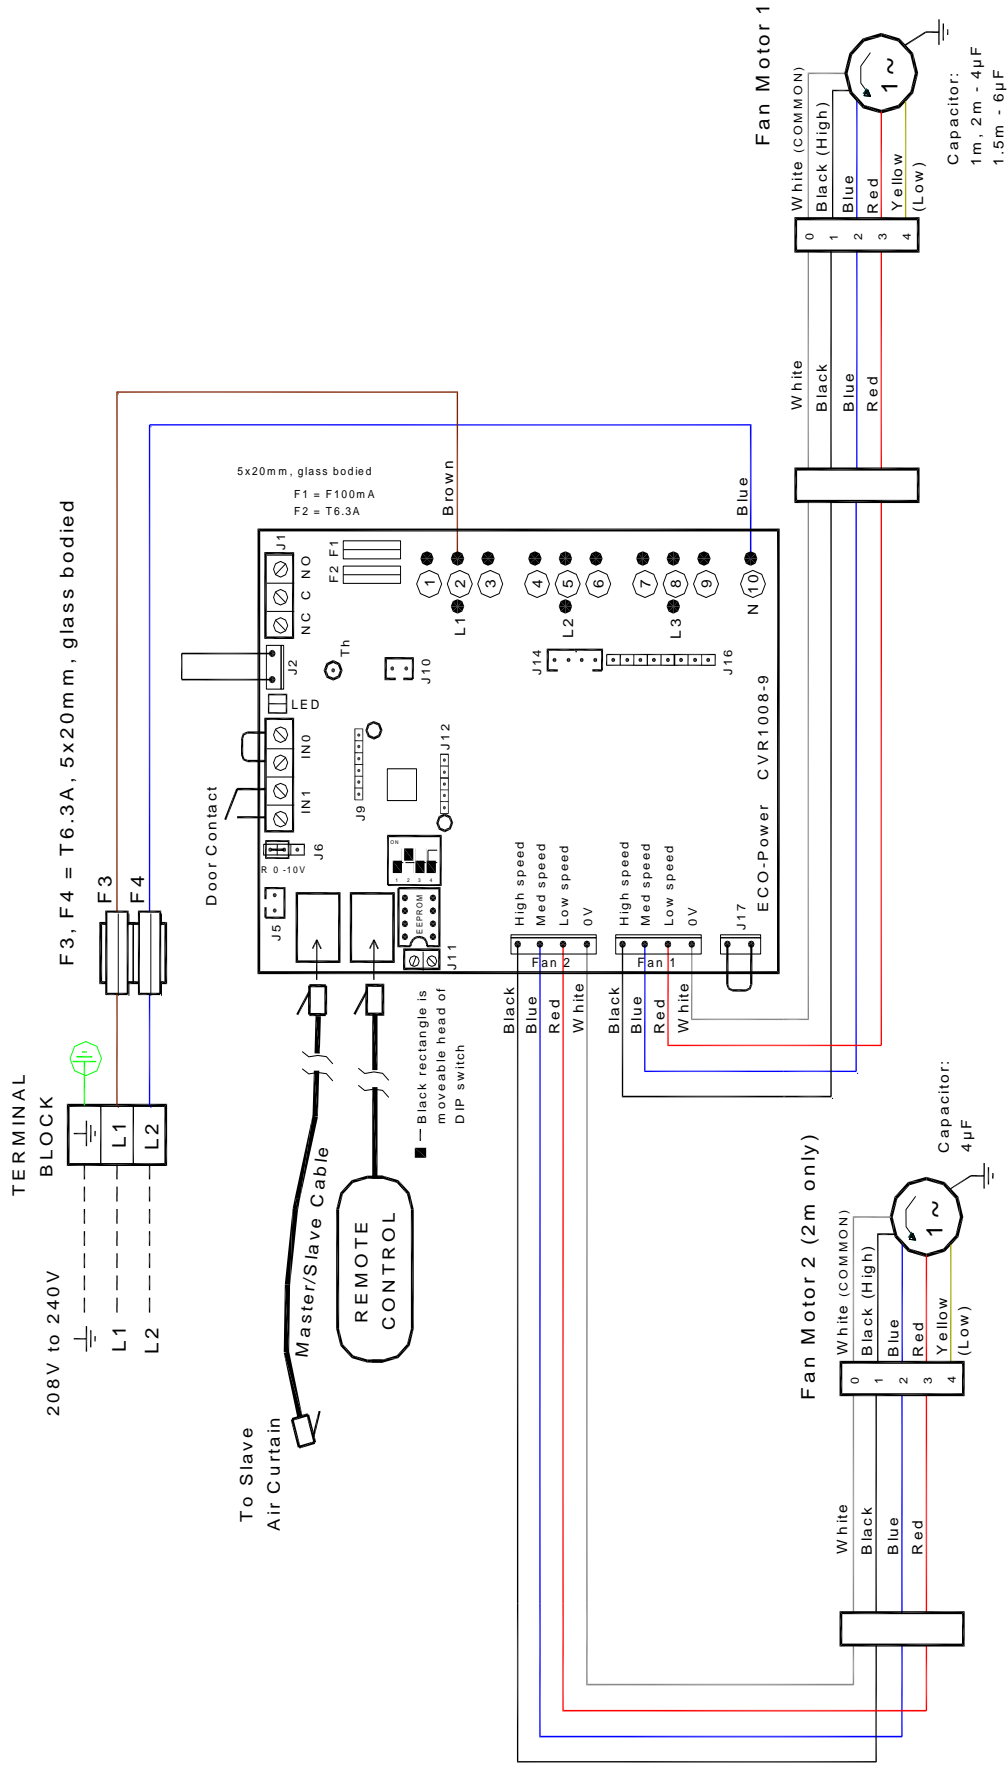 TERMINAL
BLOCK
208V to 240V
L1
L2
L1
L2
F3, F4 = T6.3A, 5x20mm, glass bodied
F3
F4
To Slave
Air Curtain
Master/Slave Cable
REMOTE
CONTROL
Black rectangle is
moveable head of
DIP switch
Door Contact
5x20mm, glass bodied
F1 = F100mA
F2 = T6.3A
Brown
Blue
J5
R 0-10V
J6
IN1
IN0
LED
J2
NC C NO
J1
F2 F1
Th
J10
J9
J12
ON
1 2 3 4
EEPROM
J11
1
2
3
L1
4
5
6
L2
7
8
9
L3
N 10
J14
J16
ECO-Power CVR1008-9
High speed
Med speed
Low speed
0V
Fan 2
High speed
Med speed
Low speed
0V
Fan 1
J17
Black
Blue
Red
White
Black
Blue
Red
White
Fan Motor 1
White (COMMON)
Black (High)
Blue
Red
Yellow
(Low)
0
1
2
3
4
1 ~
Capacitor:
1m, 2m - 4µF
1.5m - 6µF
White
Black
Blue
Red
Fan Motor 2 (2m only)
White (COMMON)
Black (High)
Blue
Red
Yellow
(Low)
0
1
2
3
4
1 ~
Capacitor:
4µF
White
Black
Blue
Red